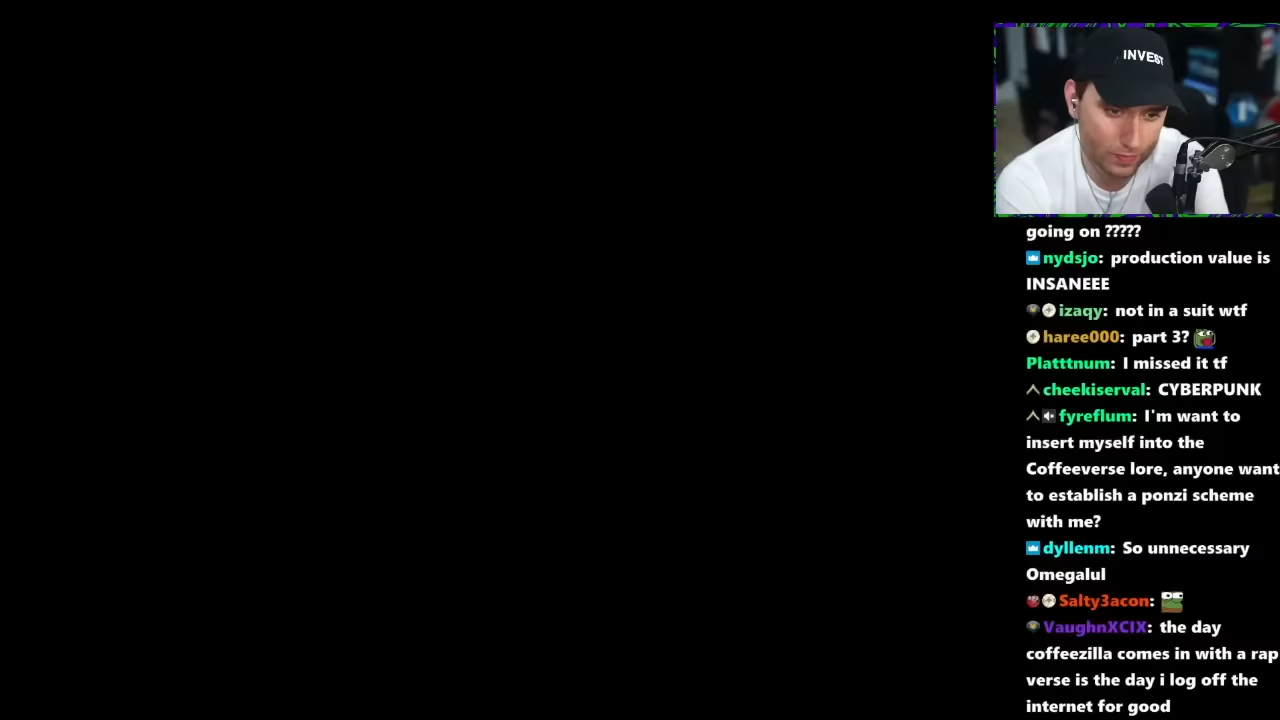 INVEST
going on ?????
nydsjo: production value is
INSANEEE
izaqy: not in a suit wtf
haree000: part 3?
Platttnum: I missed it tf
cheekiserval: CYBERPUNK
fyreflum: I'm want to
insert myself into the
Coffeeverse lore, anyone want
to establish a ponzi scheme
with me?
dyllenm: So unnecessary
Omegalul
Salty3acon:
VaughnXCIX: the day
coffeezilla comes in with a rap
verse is the day i log off the
internet for good